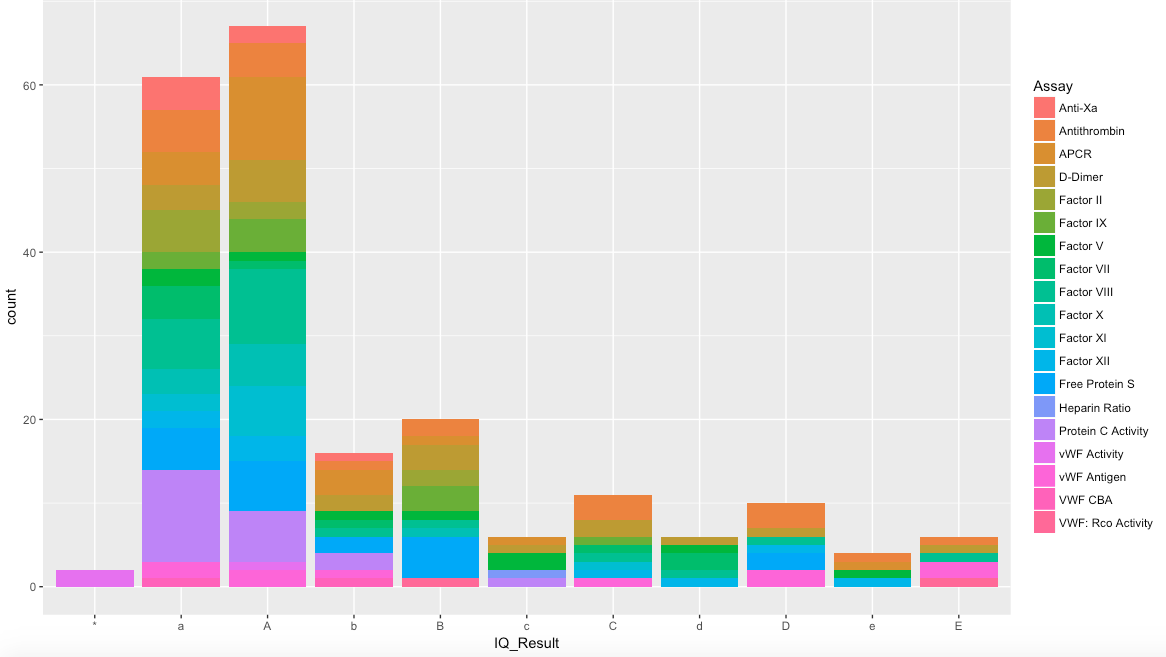 count
60
40
20
0
* a A b B c C d D e E
IQ_Result
Assay
Anti-Xa
Antithrombin
APCR
D-Dimer
Factor II
Factor IX
Factor V
Factor VII
Factor VIII
Factor X
Factor XI
Factor XII
Free Protein S
Heparin Ratio
Protein C Activity
vWF Activity
vWF Antigen
VWF CBA
VWF: Rco Activity